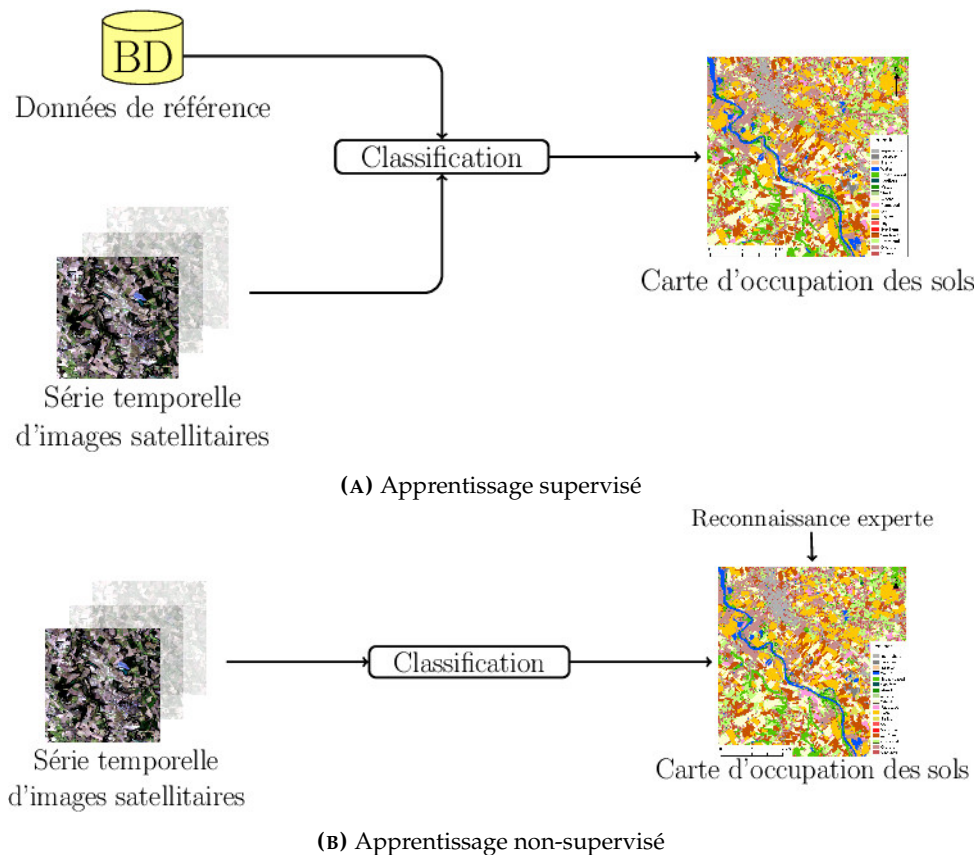 BD
Données de référence
Classification
Carte d'occupation des sols
Série temporelle
d'images satellitaires
(A) Apprentissage supervisé
Reconnaissance experte
Classification
Série temporelle
d'images satellitaires
Carte d'occupation des sols
(B) Apprentissage non-supervisé